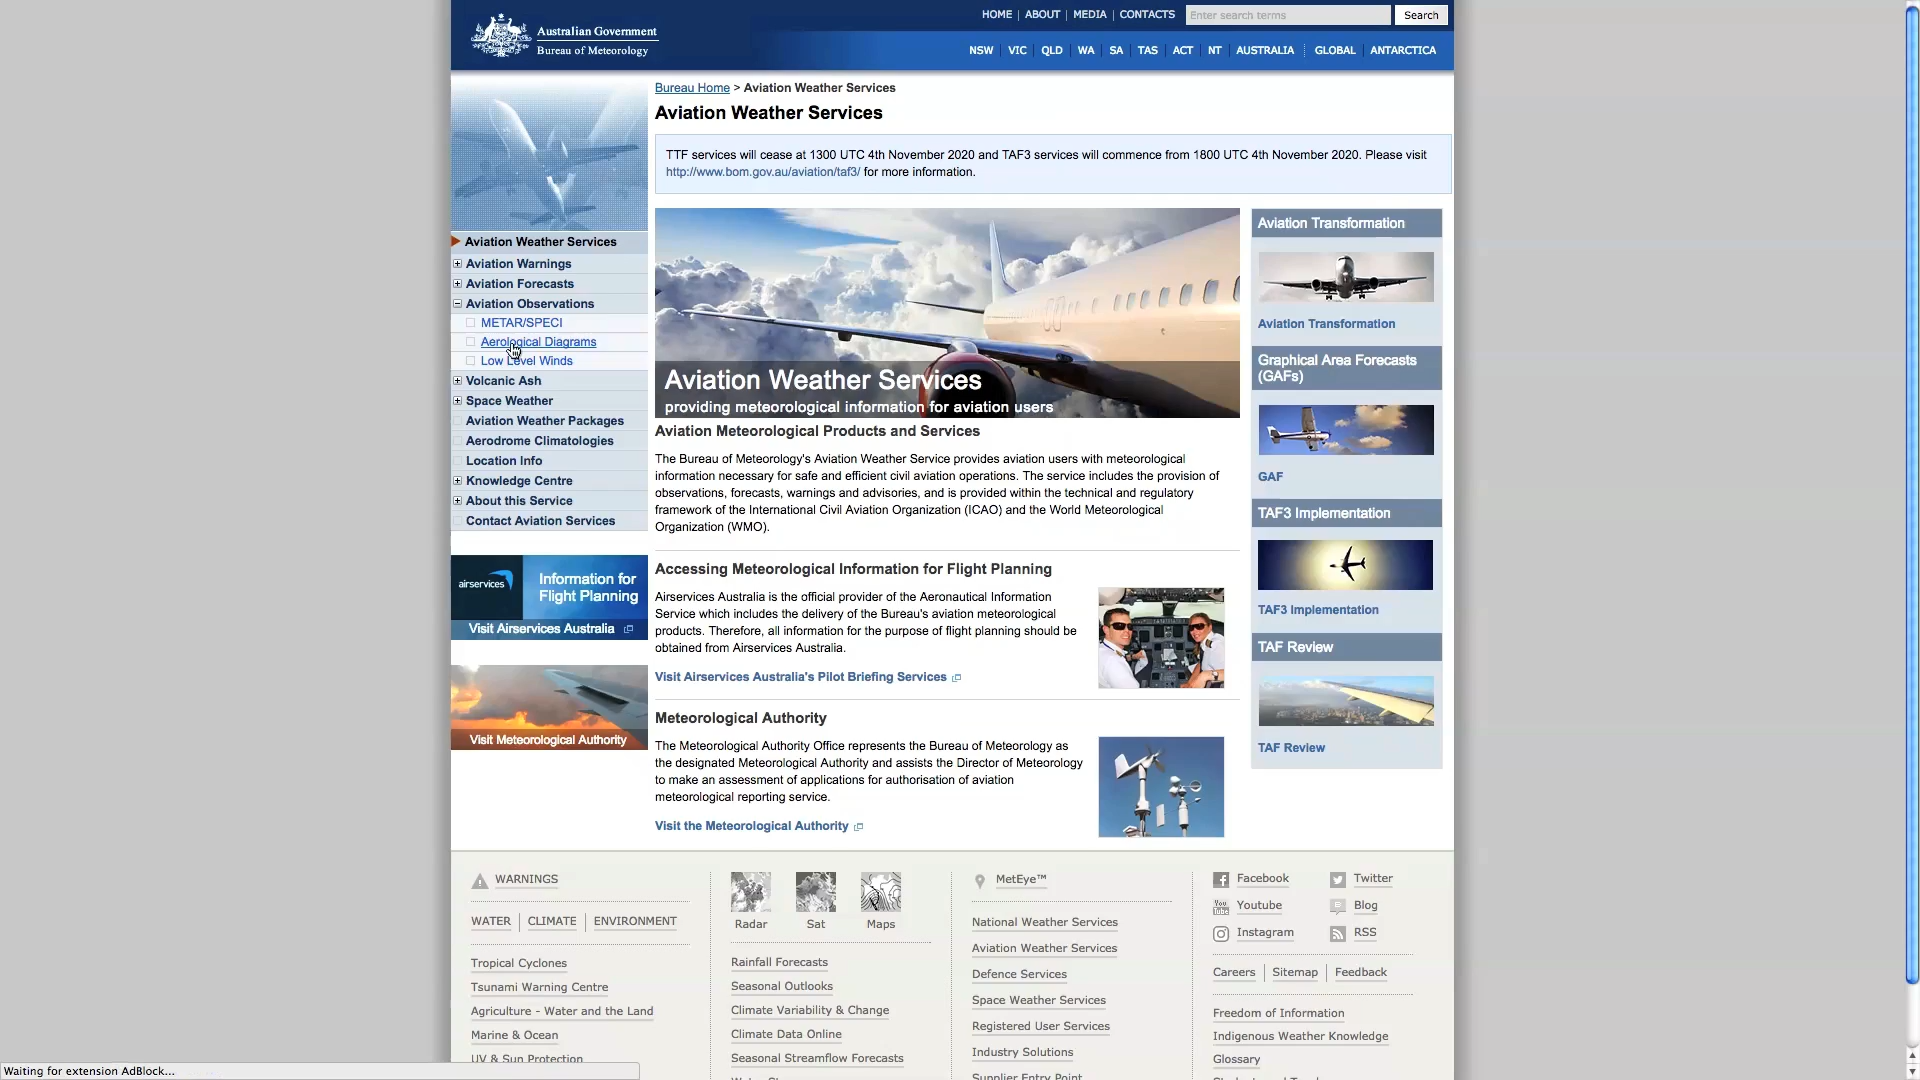 Australian Government
Bureau of Meteorology
HOME | ABOUT | MEDIA | CONTACTS
Enter search terms
Search
NSW | VIC | QLD | WA | SA | TAS | ACT | NT | AUSTRALIA | GLOBAL | ANTARCTICA
Bureau Home > Aviation Weather Services
Aviation Weather Services
TTF services will cease at 1300 UTC 4th November 2020 and TAF3 services will commence from 1800 UTC 4th November 2020. Please visit
http://www.bom.gov.au/aviation/taf3/ for more information.
Aviation Weather Services
Aviation Warnings
Aviation Forecasts
Aviation Observations
METAR/SPECI
Aerological Diagrams
Low Level Winds
Volcanic Ash
Space Weather
Aviation Weather Packages
Aerodrome Climatologies
Location Info
Knowledge Centre
About this Service
Contact Aviation Services
airservices
Information for
Flight Planning
Visit Airservices Australia
Visit Meteorological Authority
Aviation Weather Services
providing meteorological information for aviation users
Aviation Meteorological Products and Services
The Bureau of Meteorology's Aviation Weather Service provides aviation users with meteorological
information necessary for safe and efficient civil aviation operations. The service includes the provision of
observations, forecasts, warnings and advisories, and is provided within the technical and regulatory
framework of the International Civil Aviation Organization (ICAO) and the World Meteorological
Organization (WMO).
Accessing Meteorological Information for Flight Planning
Airservices Australia is the official provider of the Aeronautical Information
Service which includes the delivery of the Bureau's aviation meteorological
products. Therefore, all information for the purpose of flight planning should be
obtained from Airservices Australia.
Visit Airservices Australia's Pilot Briefing Services
Meteorological Authority
The Meteorological Authority Office represents the Bureau of Meteorology as
the designated Meteorological Authority and assists the Director of Meteorology
to make an assessment of applications for authorisation of aviation
meteorological reporting service.
Visit the Meteorological Authority
Aviation Transformation
Aviation Transformation
Graphical Area Forecasts
(GAFs)
GAF
TAF3 Implementation
TAF3 Implementation
TAF Review
TAF Review
WARNINGS
WATER | CLIMATE | ENVIRONMENT
Tropical Cyclones
Tsunami Warning Centre
Agriculture - Water and the Land
Marine & Ocean
UV & Sun Protection
Radar
Sat
Maps
Rainfall Forecasts
Seasonal Outlooks
Climate Variability & Change
Climate Data Online
Seasonal Streamflow Forecasts
MetEye™
National Weather Services
Aviation Weather Services
Defence Services
Space Weather Services
Registered User Services
Industry Solutions
Supplier Entry Point
Facebook
Twitter
You Tube
Youtube
Blog
Instagram
RSS
Careers | Sitemap | Feedback
Freedom of Information
Indigenous Weather Knowledge
Glossary
Waiting for extension AdBlock...